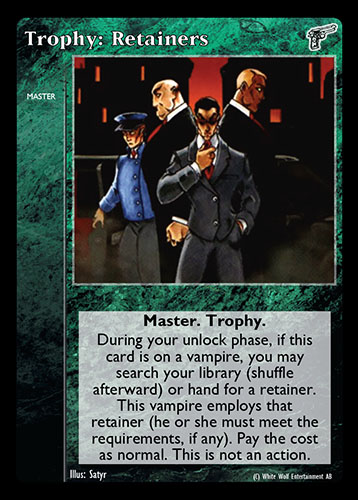 Trophy: Retainers
MASTER
Master. Trophy.
During your unlock phase, if this
card is on a vampire, you may
search your library (shuffle
afterward) or hand for a retainer.
This vampire employs that
retainer (he or she must meet the
requirements, if any). Pay the cost
as normal. This is not an action.
Illus: Satyr
(C) White Wolf Entertainment AB